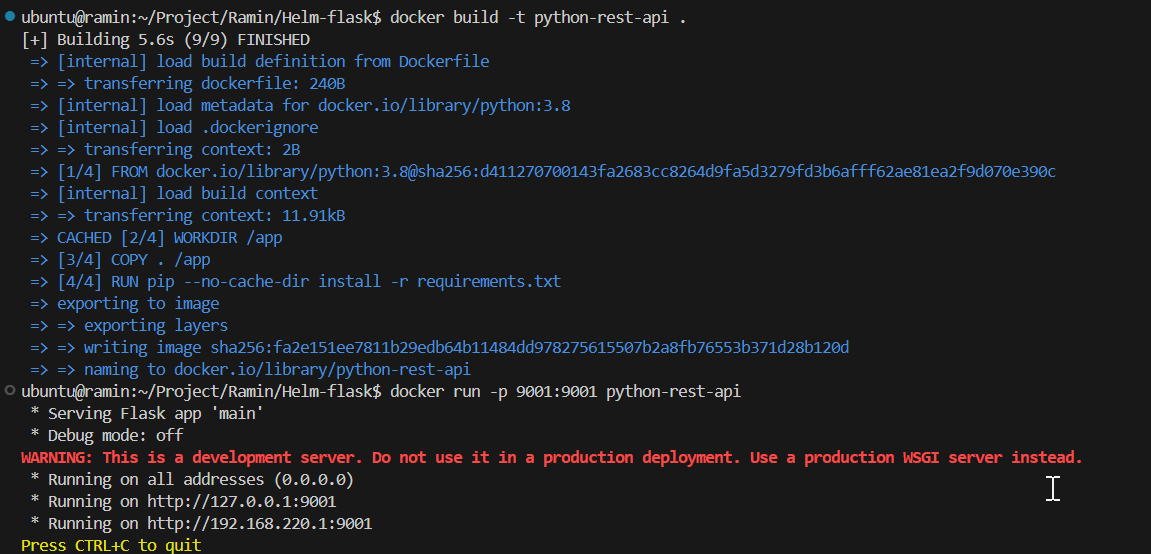 ubuntu@ramin:~/Project/Ramin/Helm-flask$ docker build -t python-rest-api .
[+] Building 5.6s (9/9) FINISHED
=> [internal] load build definition from Dockerfile
=> => transferring dockerfile: 240B
=> [internal] load metadata for docker.io/library/python:3.8
=> [internal] load .dockerignore
=> => transferring context: 2B
=> [1/4] FROM docker.io/library/python:3.8@sha256:d411270700143fa2683cc8264d9fa5d3279fd3b6afff62ae81ea2f9d070e390c
=> [internal] load build context
=> => transferring context: 11.91kB
=> CACHED [2/4] WORKDIR /app
=> [3/4] COPY . /app
=> [4/4] RUN pip --no-cache-dir install -r requirements.txt
=> exporting to image
=> => exporting layers
=> => writing image sha256:fa2e151ee7811b29edb64b11484dd978275615507b2a8fb76553b371d28b120d
=> => naming to docker.io/library/python-rest-api
ubuntu@ramin:~/Project/Ramin/Helm-flask$ docker run -p 9001:9001 python-rest-api
* Serving Flask app 'main'
* Debug mode: off
WARNING: This is a development server. Do not use it in a production deployment. Use a production WSGI server instead.
* Running on all addresses (0.0.0.0)
* Running on http://127.0.0.1:9001
* Running on http://192.168.220.1:9001
Press CTRL+C to quit